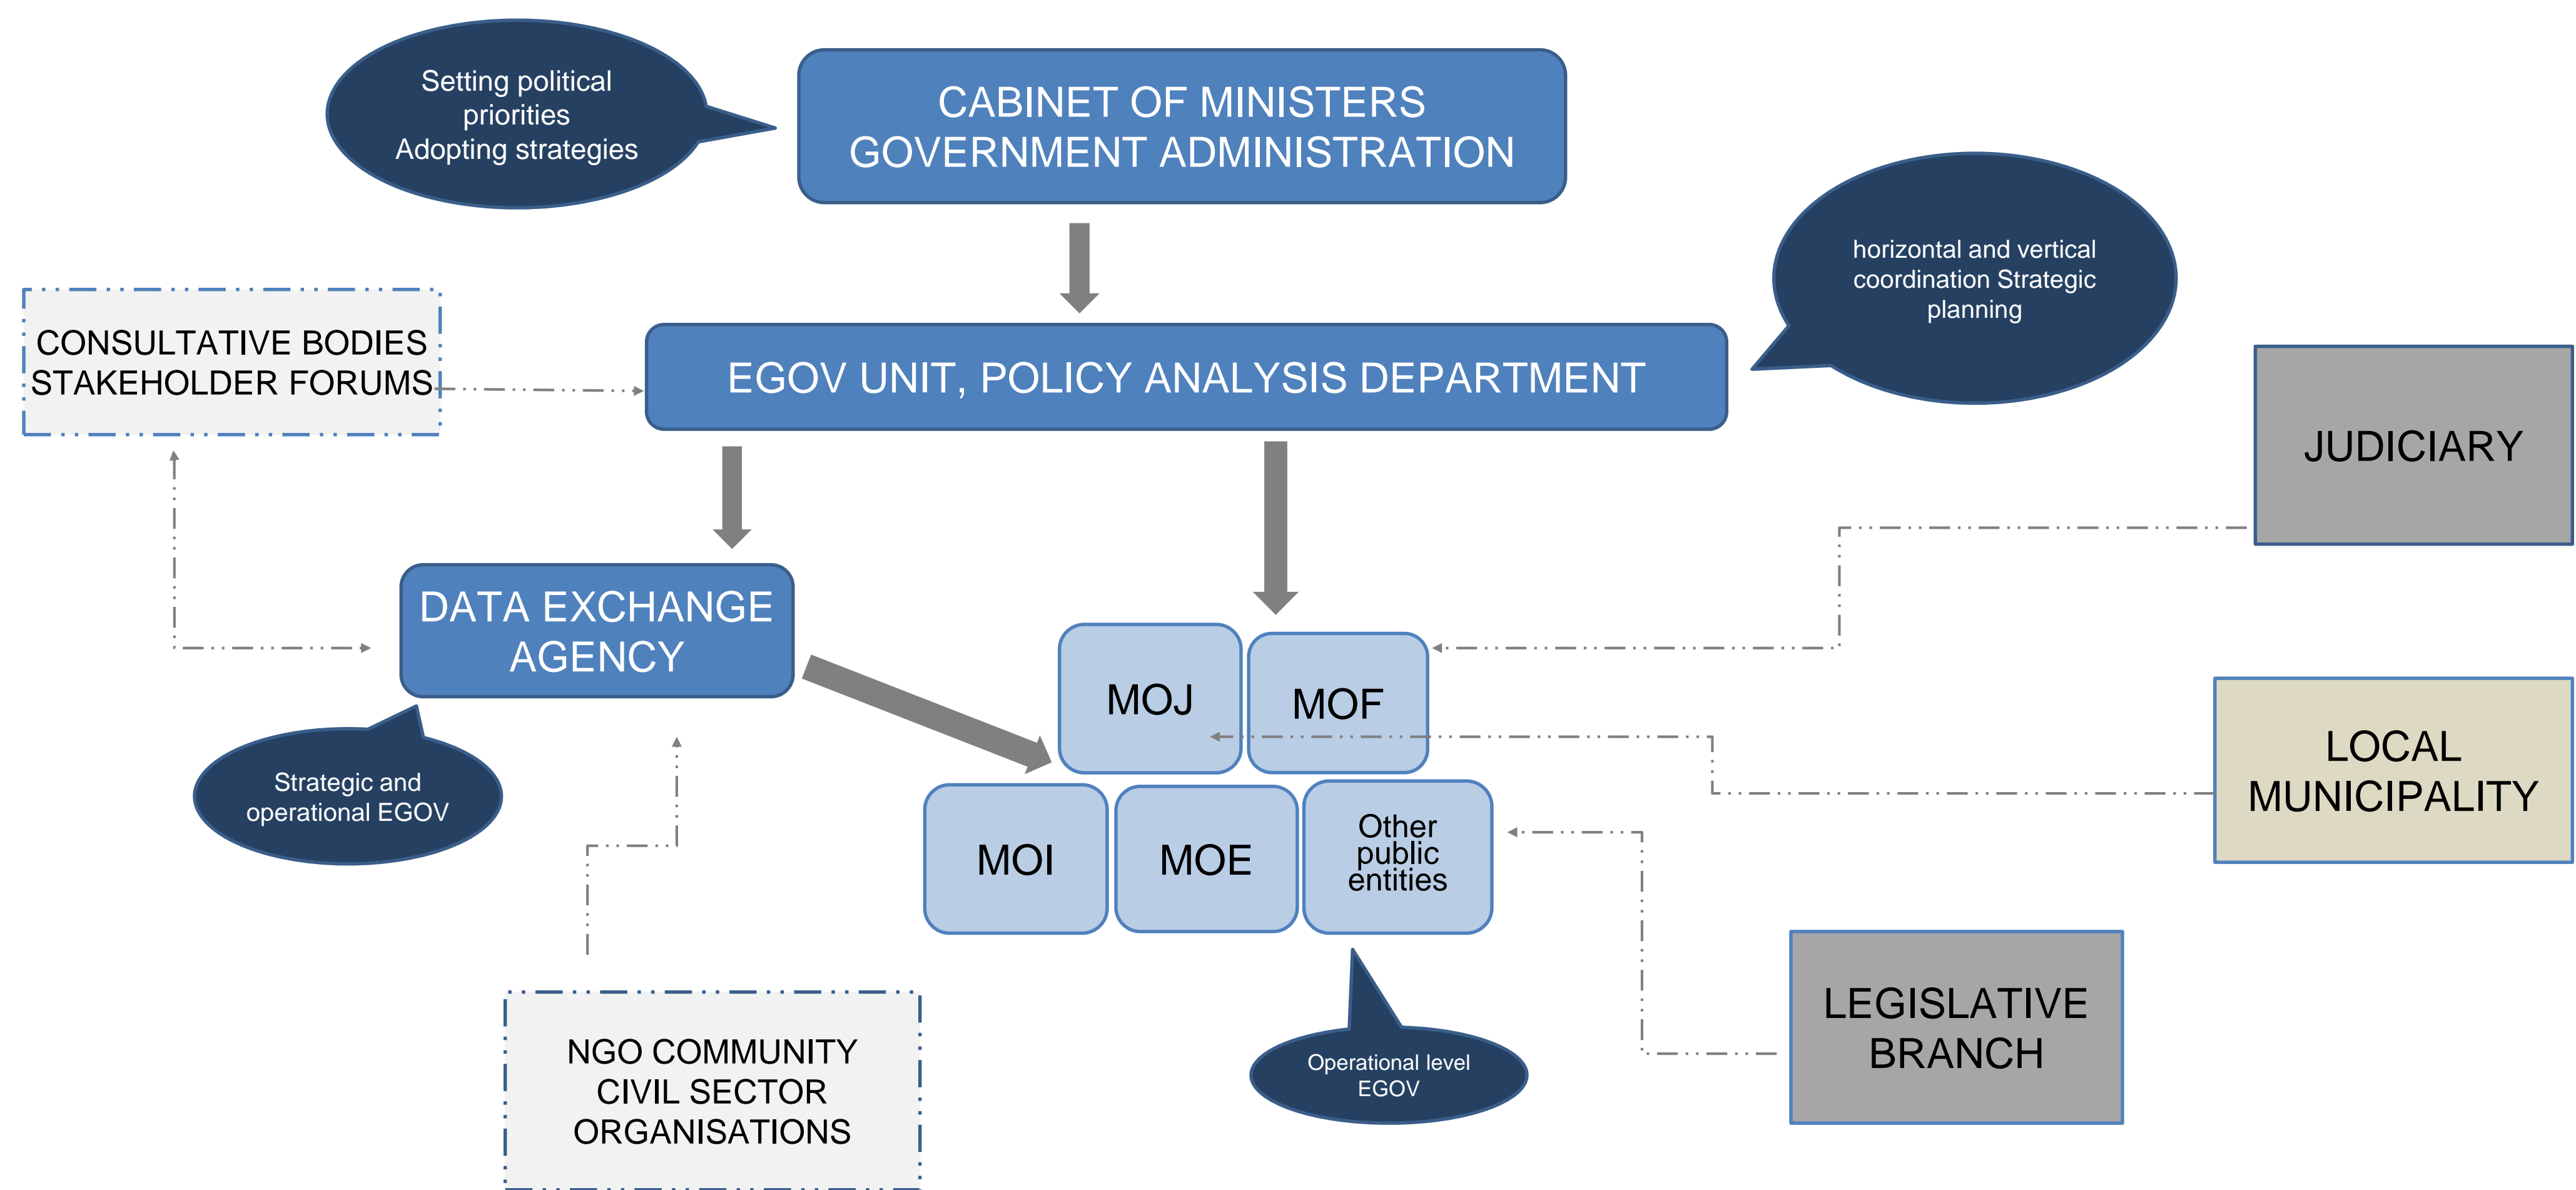 Setting political
priorities
Adopting strategies
CABINET OF MINISTERS
GOVERNMENT ADMINISTRATION
horizontal and vertical
coordination Strategic
planning
CONSULTATIVE BODIES
STAKEHOLDER FORUMS
EGOV UNIT, POLICY ANALYSIS DEPARTMENT
JUDICIARY
DATA EXCHANGE
AGENCY
MOJ
MOF
LOCAL
MUNICIPALITY
Strategic and
operational EGOV
MOI
MOE
Other
public
entities
LEGISLATIVE
BRANCH
NGO COMMUNITY
CIVIL SECTOR
ORGANISATIONS
Operational level
EGOV